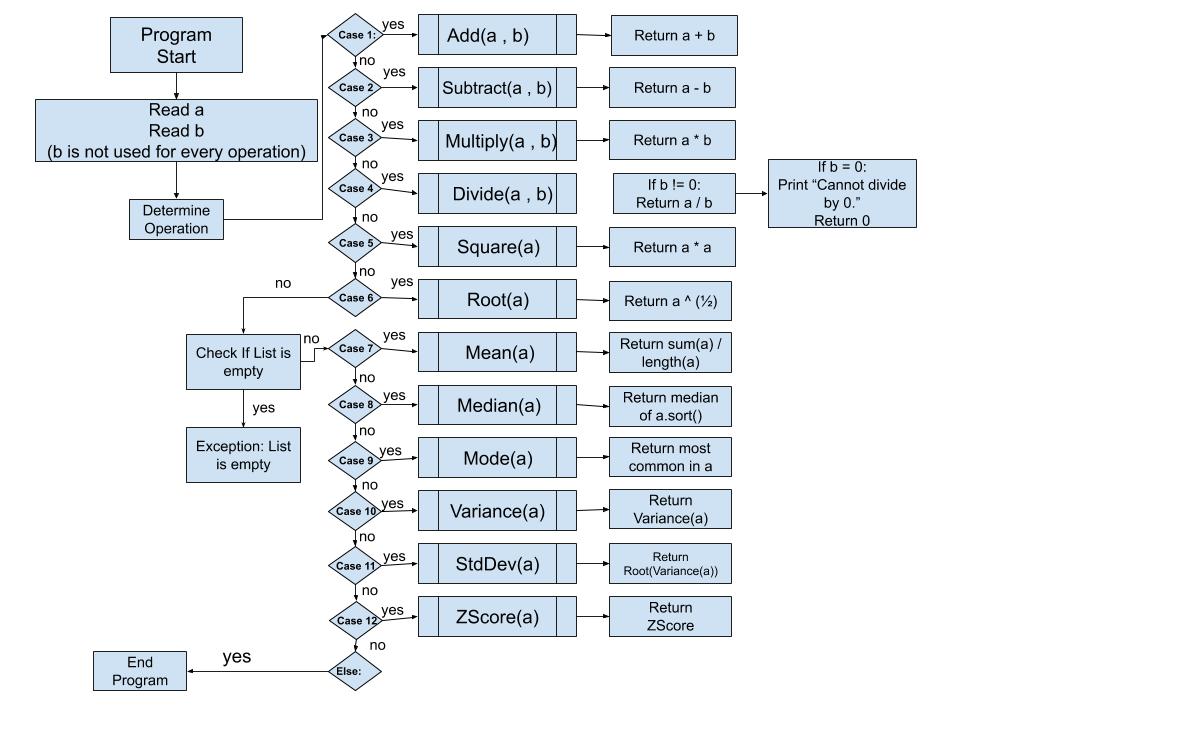 Program
Start
Read a
Read b
(b is not used for every operation)
Determine
Operation
Case 1:
yes
Add(a , b)
Return a + b
no
Case 2
yes
Subtract(a , b)
Return a - b
no
Case 3
yes
Multiply(a , b)
Return a * b
no
Case 4
yes
Divide(a , b)
If b != 0:
Return a / b
If b = 0:
Print “Cannot divide
by 0.”
Return 0
no
Case 5
yes
Square(a)
Return a * a
no
Case 6
yes
Root(a)
Return a ^ (½)
no
Check If List is
empty
yes
Exception: List
is empty
no
Case 7
yes
Mean(a)
Return sum(a) /
length(a)
no
Case 8
yes
Median(a)
Return median
of a.sort()
no
Case 9
yes
Mode(a)
Return most
common in a
no
Case 10
yes
Variance(a)
Return
Variance(a)
no
Case 11
yes
StdDev(a)
Return
Root(Variance(a))
no
Case 12
yes
ZScore(a)
Return
ZScore
no
Else:
yes
End
Program